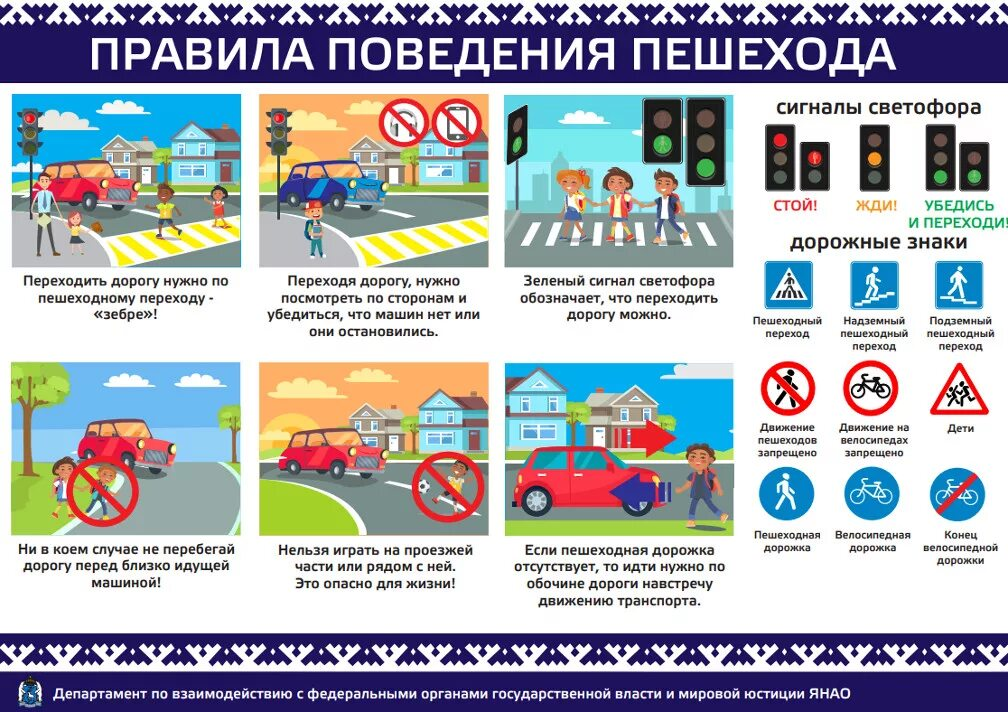 ПРАВИЛА ПОВЕДЕНИЯ ПЕШЕХОДА
Переходить дорогу нужно по
пешеходному переходу -
«зебре»!
Переходя дорогу, нужно
посмотреть по сторонам и
убедиться, что машин нет или
они остановились.
Зеленый сигнал светофора
обозначает, что переходить
дорогу можно.
Ни в коем случае не перебегай
дорогу перед близко идущей
машиной!
Нельзя играть на проезжей
части или рядом с ней.
Это опасно для жизни!
Если пешеходная дорожка
отсутствует, то идти нужно по
обочине дороги навстречу
движению транспорта.
сигналы светофора
СТОЙ!
ЖДИ!
УБЕДИСЬ
И ПЕРЕХОДИ!
дорожные знаки
Пешеходный
переход
Надземный
пешеходный
переход
Подземный
пешеходный
переход
Движение
пешеходов
запрещено
Движение на
велосипедах
запрещено
Дети
Пешеходная
дорожка
Велосипедная
дорожка
Конец
велосипедной
дорожки
Департамент по взаимодействию с федеральными органами государственной власти и мировой юстиции ЯНАО